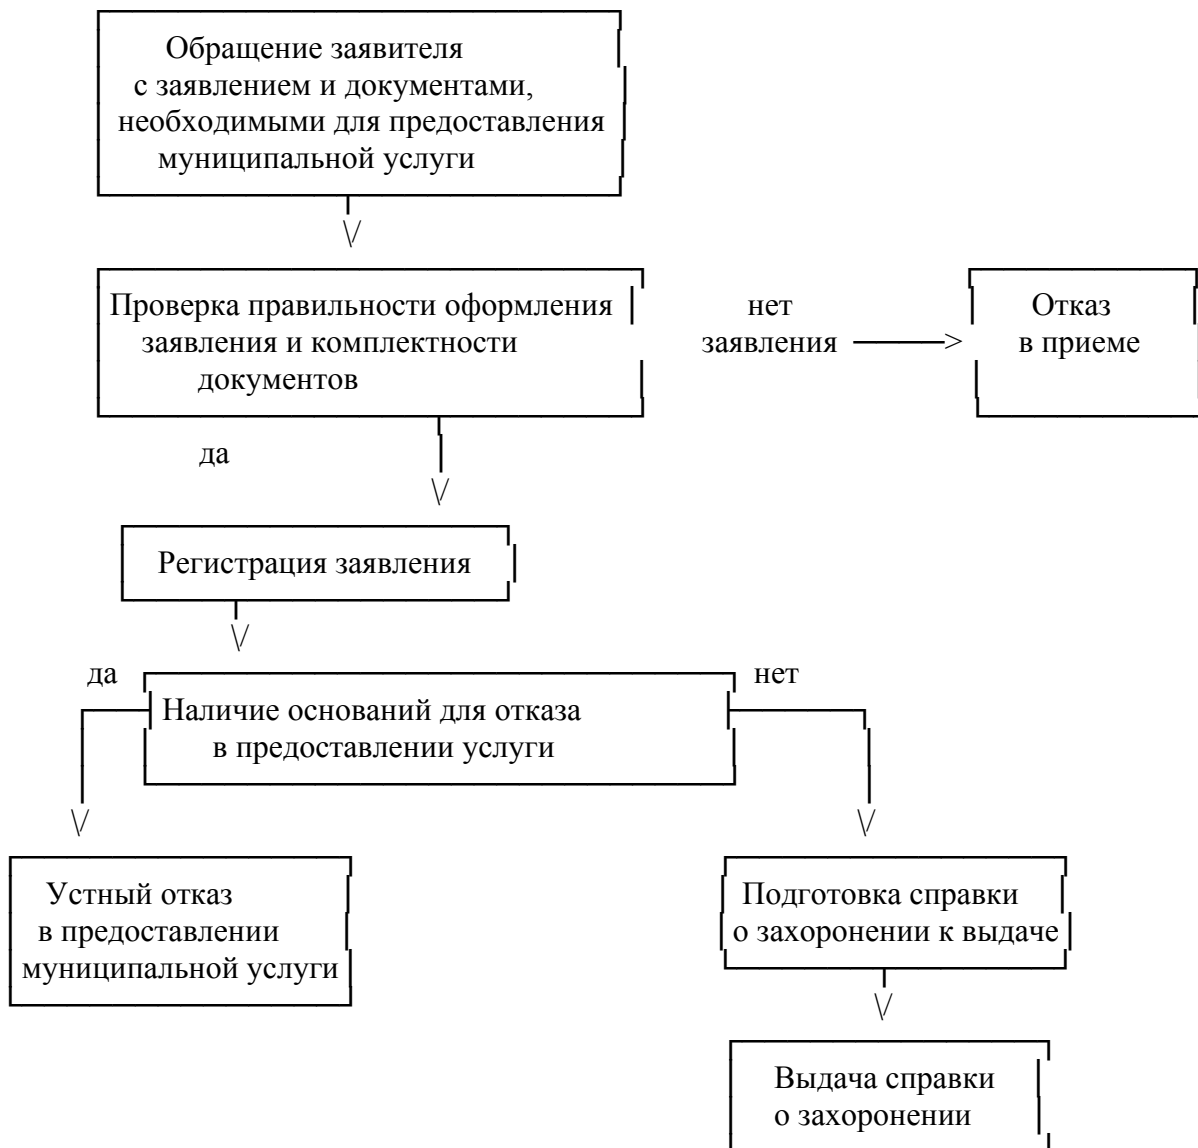 Обращение заявителя
с заявлением и документами,
необходимыми для предоставления
муниципальной услуги
Проверка правильности оформления
заявления и комплектности
документов
нет
заявления
Отказ
в приеме
да
Регистрация заявления
да
нет
Наличие оснований для отказа
в предоставлении услуги
Устный отказ
в предоставлении
муниципальной услуги
Подготовка справки
о захоронении к выдаче
Выдача справки
о захоронении